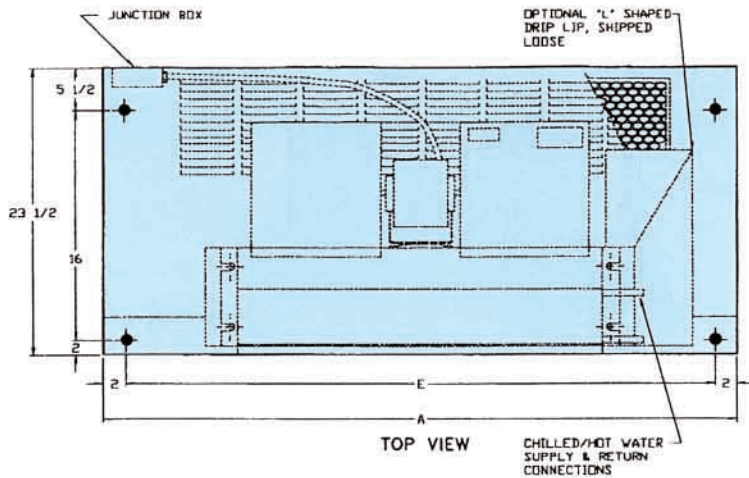 JUNCTION BOX
OPTIONAL "L" SHAPED
DRIP LIP, SHIPPED
LOOSE
5 1/2
23 1/2
16
2
2
E
2
A
TOP VIEW
CHILLED/HOT WATER
SUPPLY & RETURN
CONNECTIONS